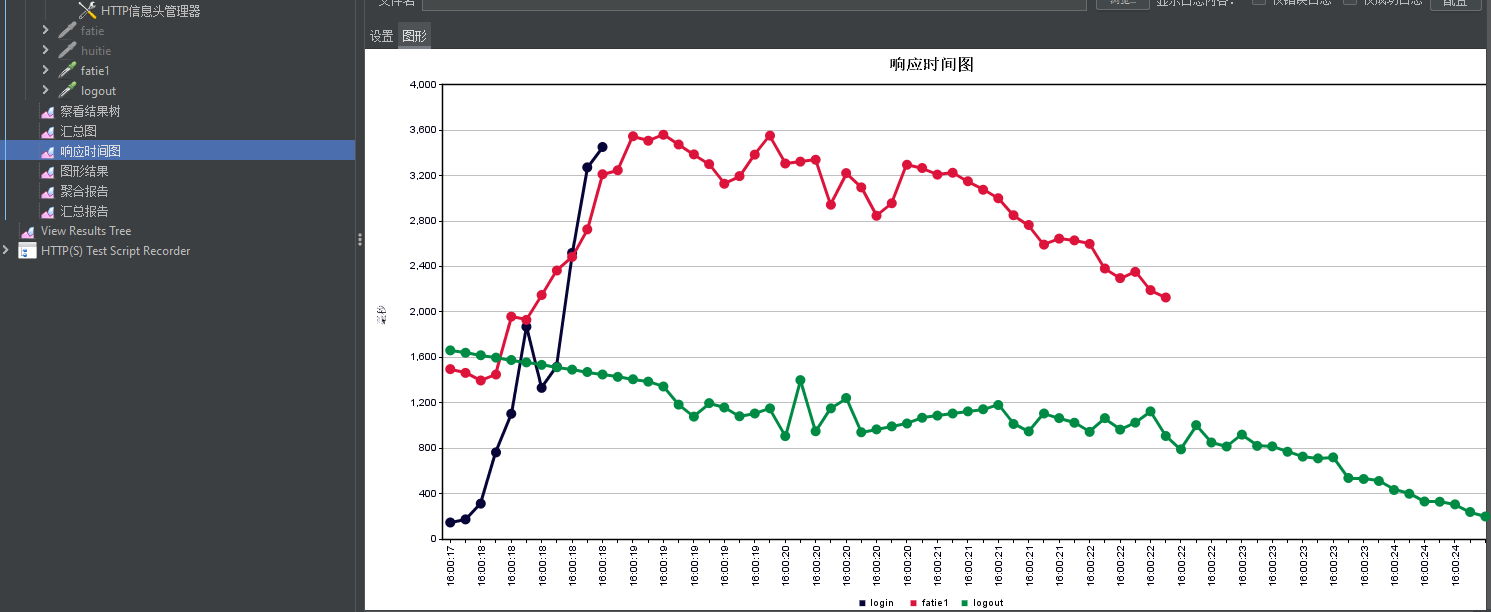 HTTP信息头管理器
fatie
huitie
fatie1
logout
察看结果树
汇总图
响应时间图
图形结果
聚合报告
汇总报告
View Results Tree
HTTP(S) Test Script Recorder
文件名
浏览...
显示日志内容:
仅错误日志
仅成功日志
配置
设置
图形
响应时间图
4,000
3,600
3,200
2,800
2,400
2,000
1,600
1,200
800
400
0
毫秒
16:00:17
16:00:18
16:00:18
16:00:18
16:00:18
16:00:18
16:00:19
16:00:19
16:00:19
16:00:19
16:00:19
16:00:20
16:00:20
16:00:20
16:00:20
16:00:20
16:00:21
16:00:21
16:00:21
16:00:21
16:00:22
16:00:22
16:00:22
16:00:22
16:00:22
16:00:23
16:00:23
16:00:23
16:00:23
16:00:23
16:00:24
16:00:24
16:00:24
16:00:24
login
fatie1
logout